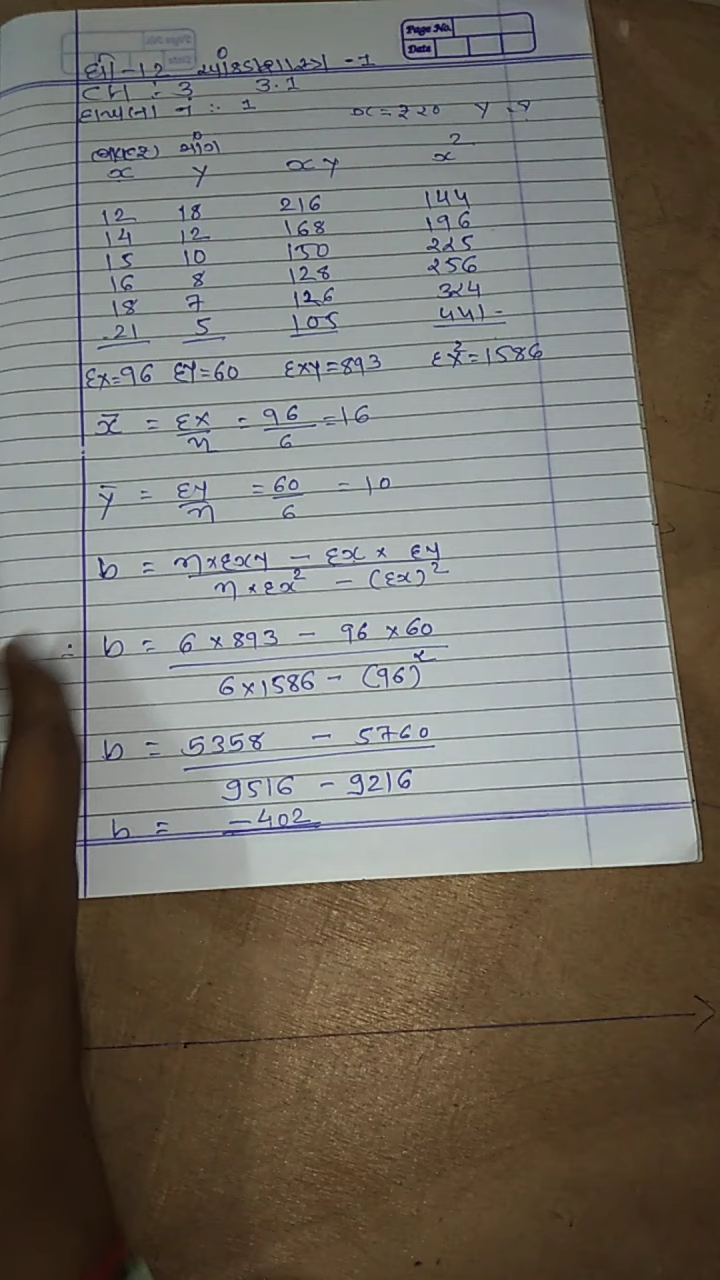 Page No.
Date
ધો-12 આંકડાશાસ્ત્ર -1
CH : 3 3.1
દાખલા નં :- 1 x=₹20 Y=?
માંગ
x Y xY x²
12 18 216 144
14 12 168 196
15 10 150 225
16 8 128 256
18 7 126 324
21 5 105 441
Σx=96 ΣY=60 Σxy=893 Σx²=1586
x̄ = Σx/n = 96/6 = 16
ȳ = Σy/n = 60/6 = 10
b = n×Σxy - Σx × Σy / n×Σx² - (Σx)²
∴ b = 6×893 - 96×60 / 6×1586 - (96)²
b = 5358 - 5760 / 9516 - 9216
b = -402